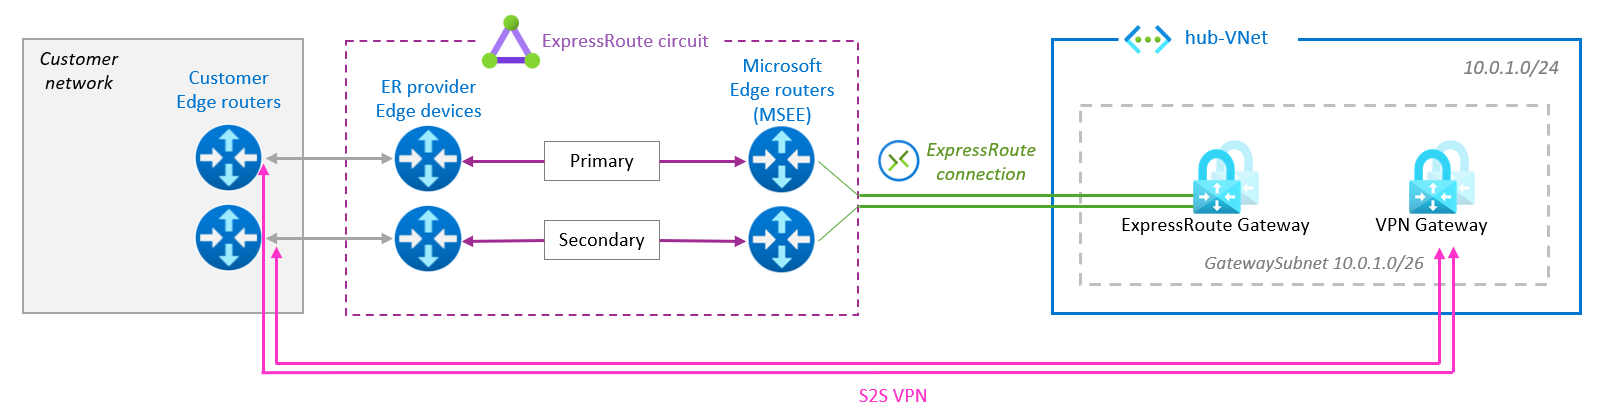 Customer
network
Customer
Edge routers
ExpressRoute circuit
ER provider
Edge devices
Microsoft
Edge routers
(MSEE)
Primary
Secondary
ExpressRoute
connection
hub-VNet
10.0.1.0/24
ExpressRoute Gateway
VPN Gateway
GatewaySubnet 10.0.1.0/26
S2S VPN